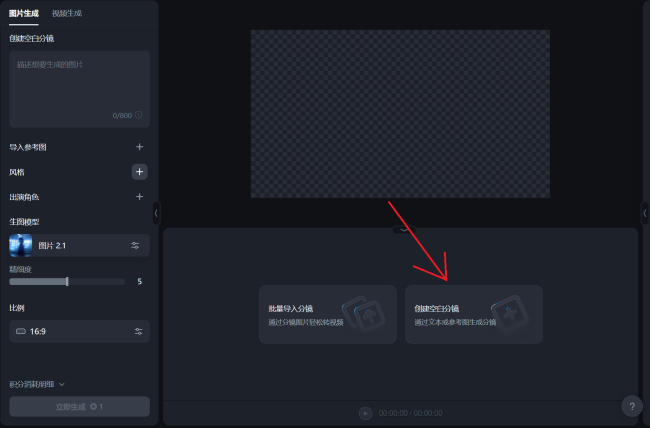 图片生成 视频生成
创建空白分镜
描述想要生成的图片
0/800
导入参考图
风格
出演角色
生图模型
图片 2.1
精细度
5
比例
16:9
积分消耗明细
立即生成 1
批量导入分镜
通过分镜图片轻松转视频
创建空白分镜
通过文本或参考图生成分镜
00:00:00 / 00:00:00
?